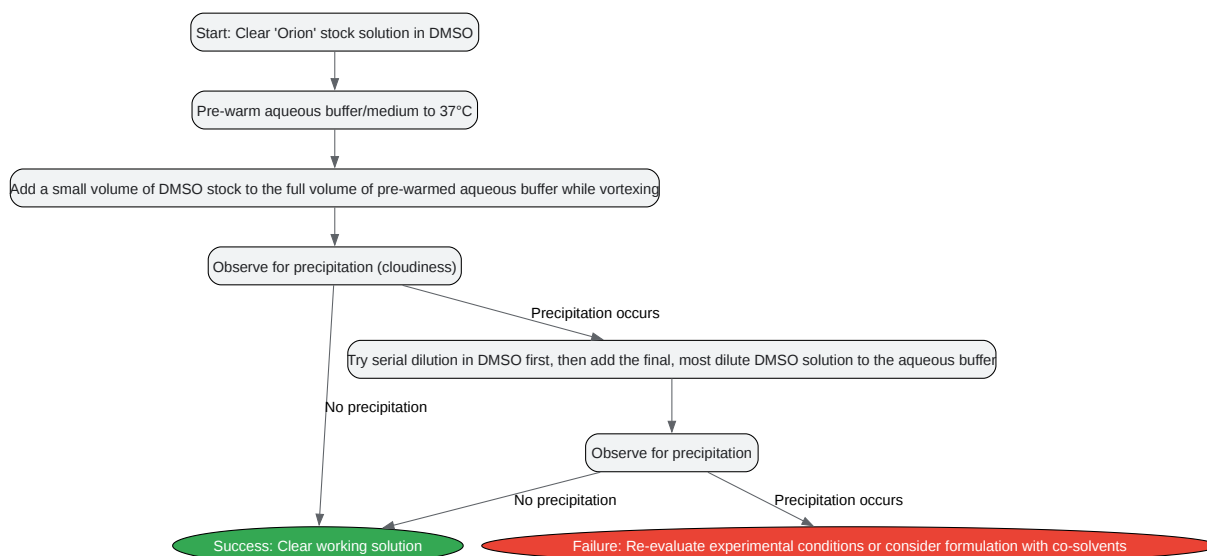 Start: Clear 'Orion' stock solution in DMSO
Pre-warm aqueous buffer/medium to 37°C
Add a small volume of DMSO stock to the full volume of pre-warmed aqueous buffer while vortexing
Observe for precipitation (cloudiness)
Precipitation occurs
Try serial dilution in DMSO first, then add the final, most dilute DMSO solution to the aqueous buffer
No precipitation
Observe for precipitation
No precipitation
Precipitation occurs
Success: Clear working solution
Failure: Re-evaluate experimental conditions or consider formulation with co-solvents